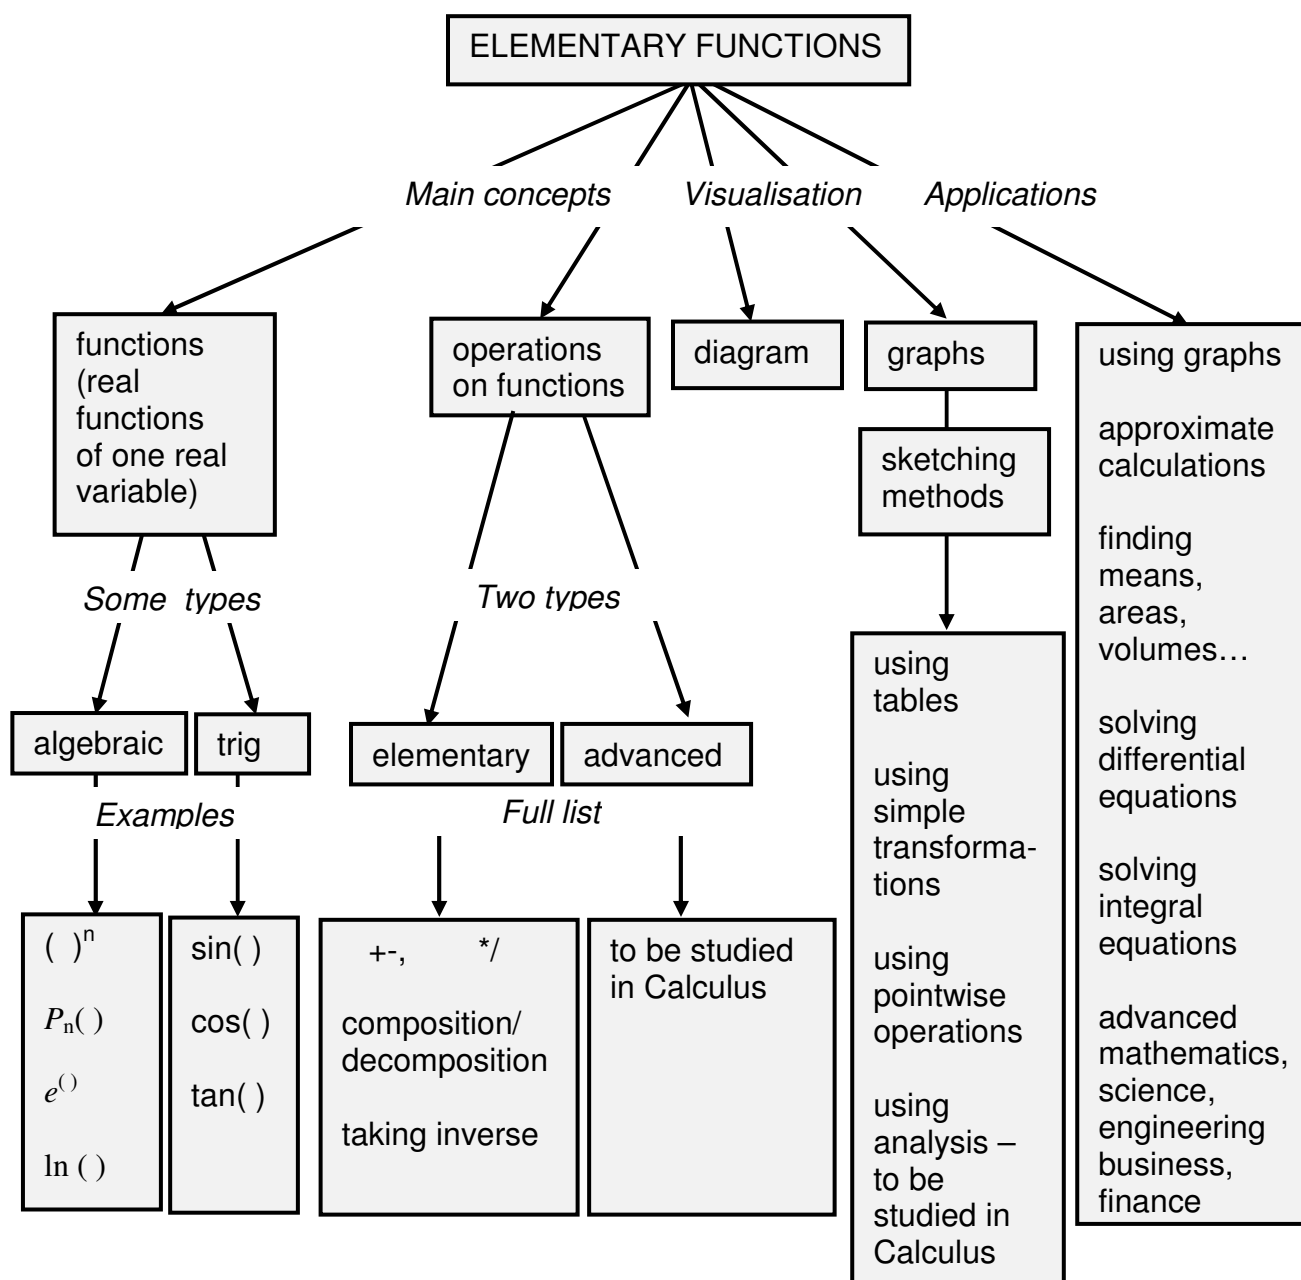 ELEMENTARY FUNCTIONS
Main concepts
Visualisation
Applications
functions
(real
functions
of one real
variable)
operations
on functions
diagram
graphs
sketching
methods
using graphs
approximate
calculations
finding
means,
areas,
volumes…
solving
differential
equations
solving
integral
equations
advanced
mathematics,
science,
engineering
business,
finance
Some types
Two types
algebraic
trig
elementary
advanced
Examples
Full list
( )ⁿ
Pₙ( )
e⁽ ⁾
ln ( )
sin( )
cos( )
tan( )
+-, */
composition/
decomposition
taking inverse
to be studied
in Calculus
using
tables
using
simple
transforma-
tions
using
pointwise
operations
using
analysis –
to be
studied in
Calculus